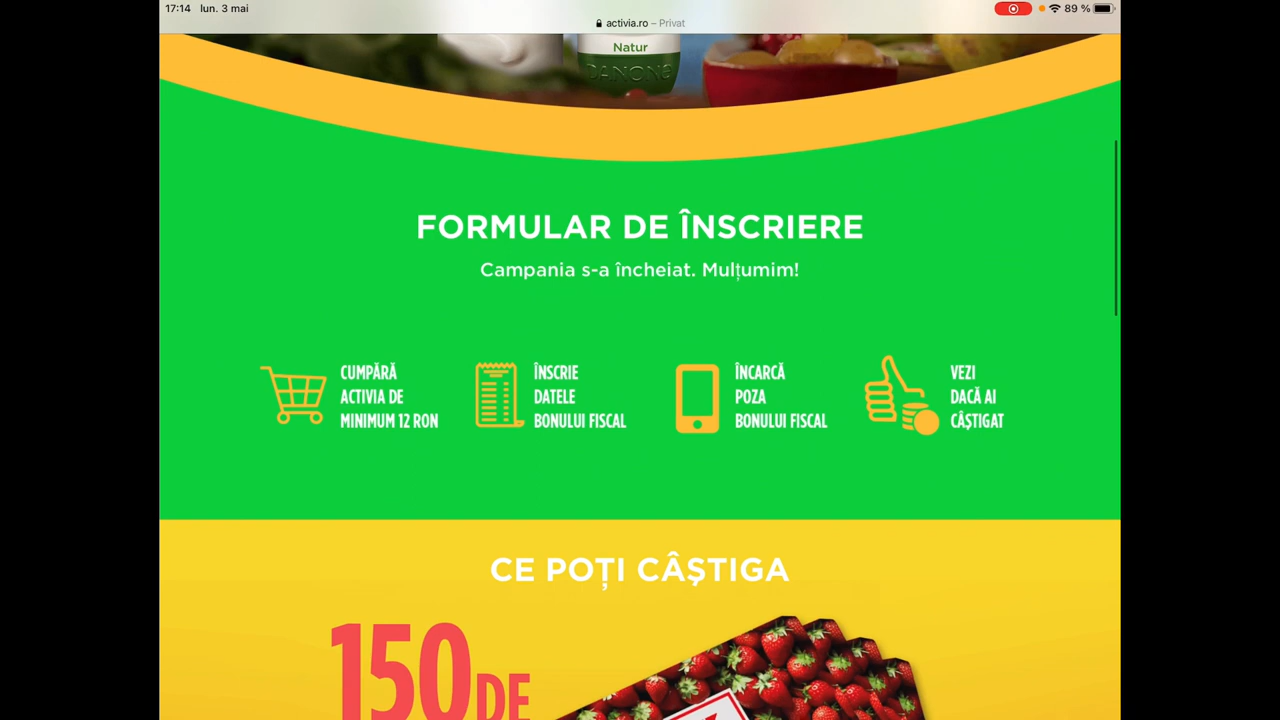 17:14 lun. 3 mai
89 %
activia.ro – Privat
Natur
DANONE
FORMULAR DE ÎNSCRIERE
Campania s-a încheiat. Mulțumim!
CUMPĂRĂ
ACTIVIA DE
MINIMUM 12 RON
ÎNSCRIE
DATELE
BONULUI FISCAL
ÎNCARCĂ
POZA
BONULUI FISCAL
VEZI
DACĂ AI
CÂȘTIGAT
CE POȚI CÂȘTIGA
150 DE